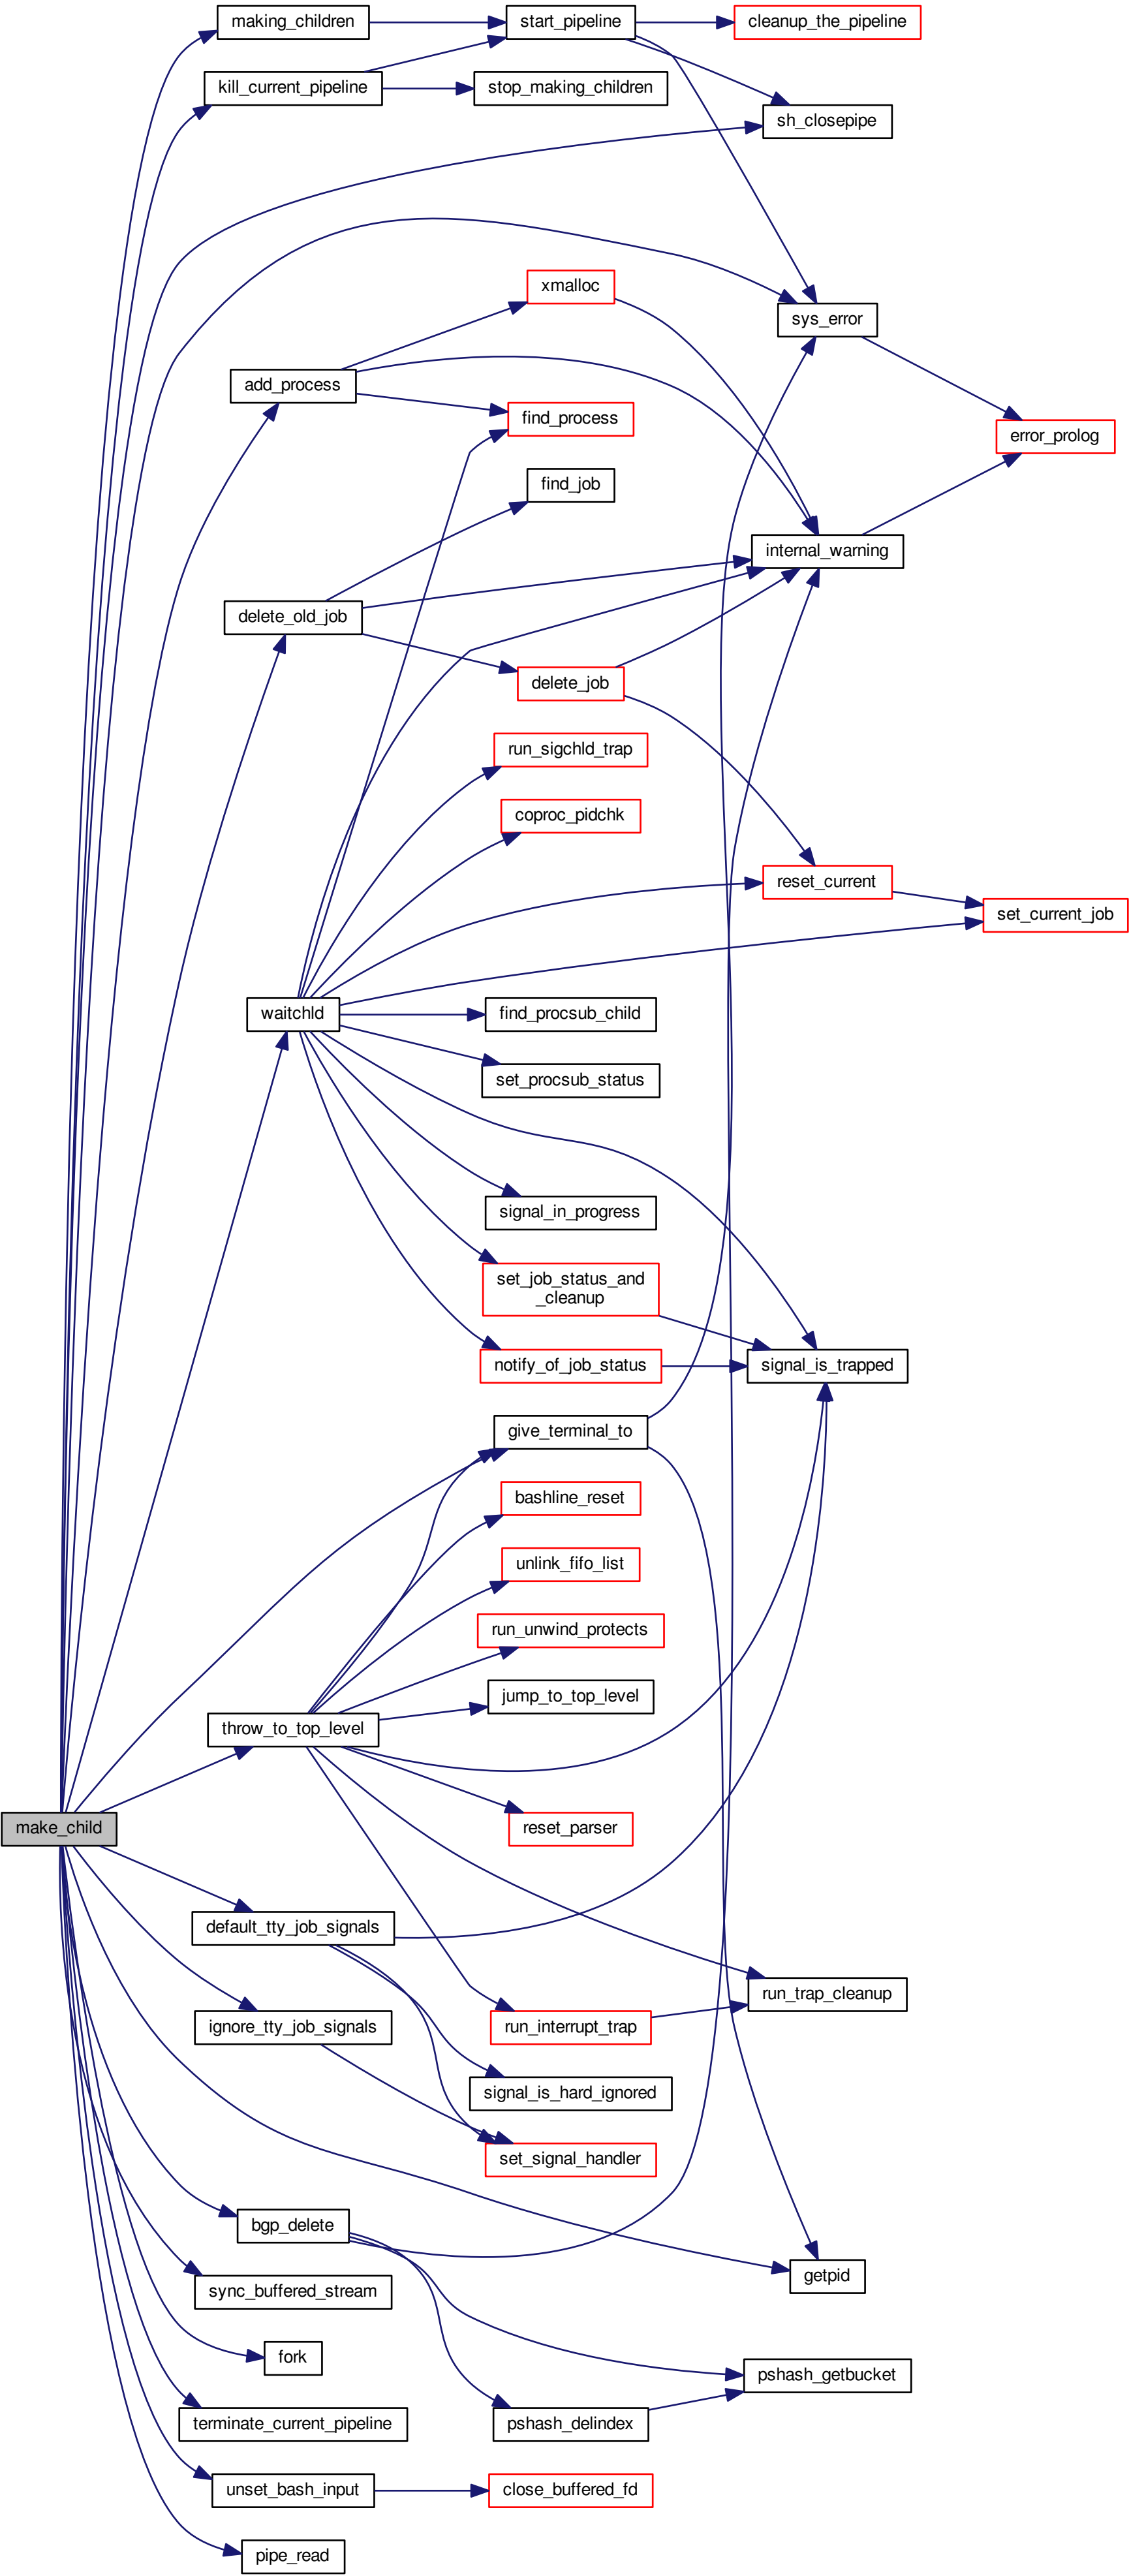 making_children
start_pipeline
cleanup_the_pipeline
kill_current_pipeline
stop_making_children
sh_closepipe
xmalloc
sys_error
add_process
find_process
error_prolog
find_job
internal_warning
delete_old_job
delete_job
run_sigchld_trap
coproc_pidchk
reset_current
set_current_job
waitchld
find_procsub_child
set_procsub_status
signal_in_progress
set_job_status_and
_cleanup
notify_of_job_status
signal_is_trapped
give_terminal_to
bashline_reset
unlink_fifo_list
run_unwind_protects
jump_to_top_level
throw_to_top_level
make_child
reset_parser
default_tty_job_signals
run_trap_cleanup
ignore_tty_job_signals
run_interrupt_trap
signal_is_hard_ignored
set_signal_handler
bgp_delete
getpid
sync_buffered_stream
fork
pshash_getbucket
terminate_current_pipeline
pshash_delindex
unset_bash_input
close_buffered_fd
pipe_read